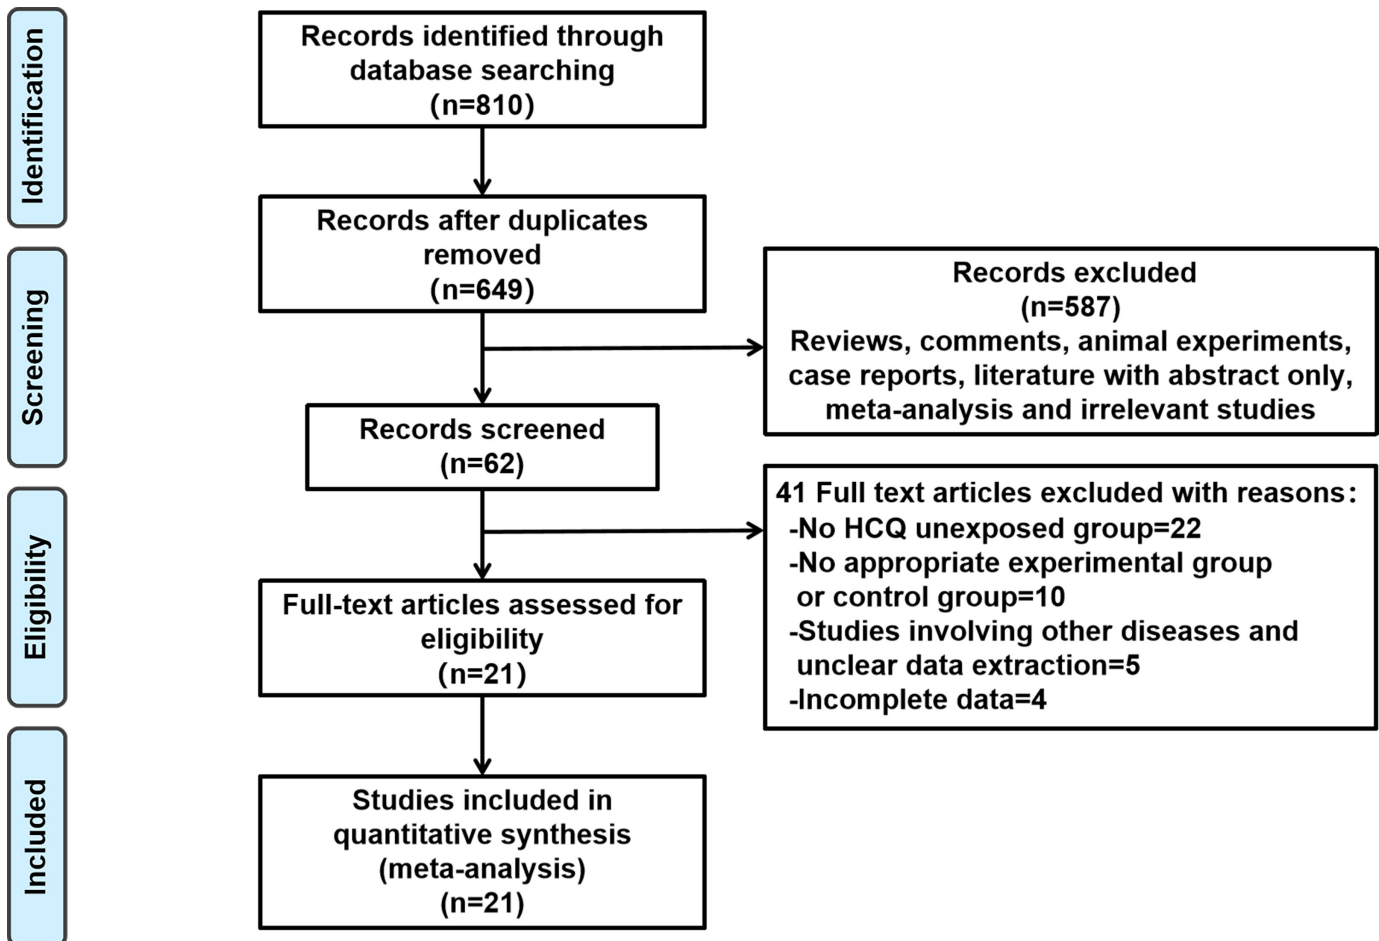 Identification
Records identified through
database searching
(n=810)
Records after duplicates
removed
(n=649)
Screening
Records excluded
(n=587)
Reviews, comments, animal experiments,
case reports, literature with abstract only,
meta-analysis and irrelevant studies
Records screened
(n=62)
Eligibility
41 Full text articles excluded with reasons:
-No HCQ unexposed group=22
-No appropriate experimental group
or control group=10
-Studies involving other diseases and
unclear data extraction=5
-Incomplete data=4
Full-text articles assessed for
eligibility
(n=21)
Included
Studies included in
quantitative synthesis
(meta-analysis)
(n=21)